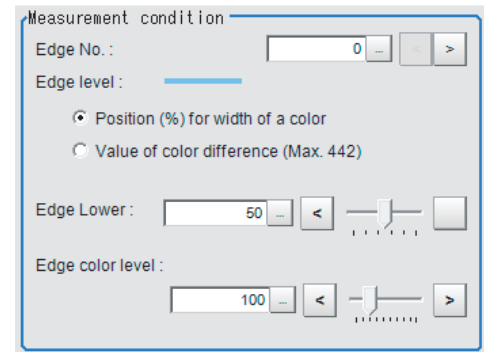 Measurement condition
Edge No. : 0 ... < >
Edge level :
Position (%) for width of a color
Value of color difference (Max. 442)
Edge Lower : 50 ... <
Edge color level :
100 ... < >